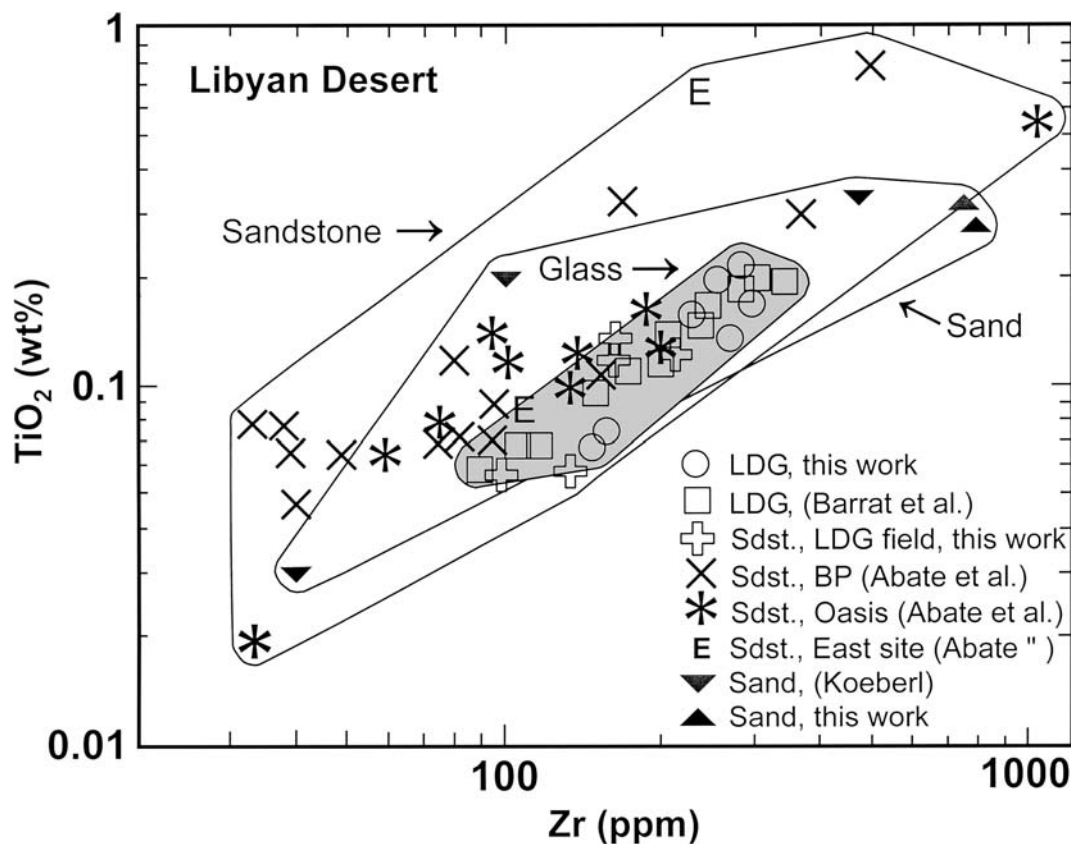 1
Libyan Desert
E
Sandstone →
Glass →
← Sand
0.1
E
TiO₂ (wt%)
LDG, this work
LDG, (Barrat et al.)
Sdst., LDG field, this work
Sdst., BP (Abate et al.)
Sdst., Oasis (Abate et al.)
E Sdst., East site (Abate " )
Sand, (Koeberl)
Sand, this work
0.01
100
1000
Zr (ppm)